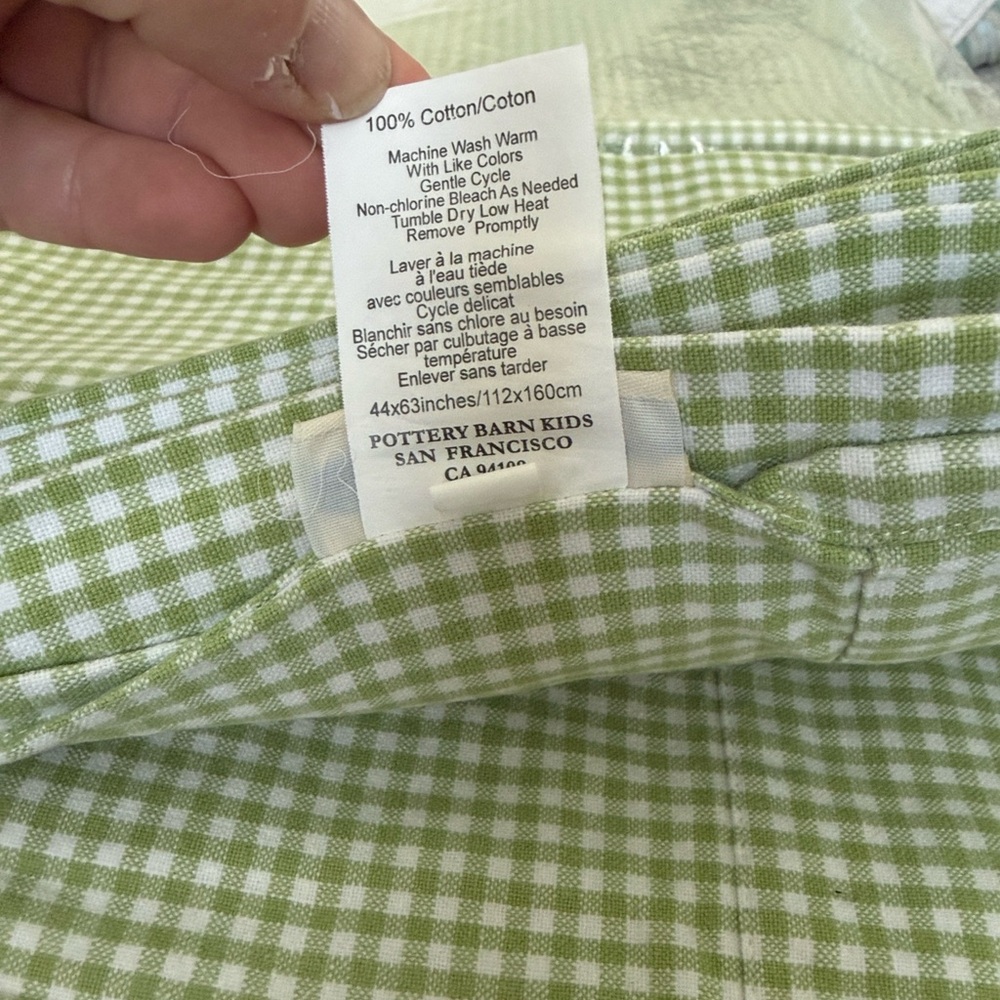 100% Cotton/Coton
Machine Wash Warm
With Like Colors
Gentle Cycle
Non-chlorine Bleach As Needed
Tumble Dry Low Heat
Remove Promptly
Laver à la machine
à l'eau tiède
avec couleurs semblables
Cycle delicat
Blanchir sans chlore au besoin
Sécher par culbutage à basse
température
Enlever sans tarder
44x63inches/112x160cm
POTTERY BARN KIDS
SAN FRANCISCO
CA